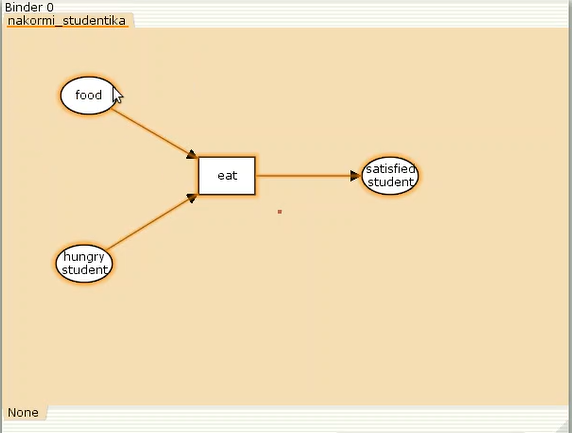 Binder 0
nakormi_studentika
food
eat
satisfied
student
hungry
student
None